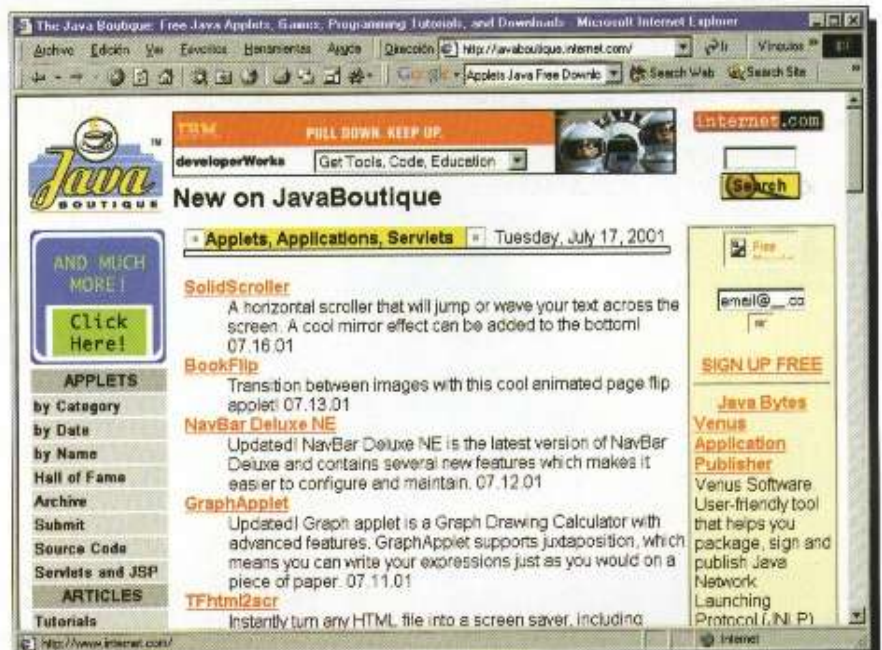 The Java Boutique: Free Java Applets, Games, Programming Tutorials, and Downloads - Microsoft Internet Explorer
Archivo Edición Ver Favoritos Herramientas Ayuda Dirección http://javaboutique.internet.com/ Ir Vínculos
Google Applets Java Free Downlc Search Web Search Site
Java
BOUTIQUE
TM
IBM PULL DOWN. KEEP UP.
developerWorks Get Tools, Code, Education
internet.com
Search
New on JavaBoutique
Applets, Applications, Servlets Tuesday, July 17, 2001
AND MUCH
MORE!
Click
Here!
APPLETS
by Category
by Date
by Name
Hall of Fame
Archive
Submit
Source Code
Servlets and JSP
ARTICLES
Tutorials
SolidScroller
A horizontal scroller that will jump or wave your text across the
screen. A cool mirror effect can be added to the bottom!
07.16.01
BookFlip
Transition between images with this cool animated page flip
applet! 07.13.01
NavBar Deluxe NE
Updated! NavBar Deluxe NE is the latest version of NavBar
Deluxe and contains several new features which makes it
easier to configure and maintain. 07.12.01
GraphApplet
Updated! Graph applet is a Graph Drawing Calculator with
advanced features. GraphApplet supports juxtaposition, which
means you can write your expressions just as you would on a
piece of paper. 07.11.01
TFhtml2scr
Instantly turn any HTML file into a screen saver, including
Free
email@__.co
SIGN UP FREE
Java Bytes
Venus
Application
Publisher
Venus Software
User-friendly tool
that helps you
package, sign and
publish Java
Network
Launching
Protocol (JNLP)
http://www.internet.com/
Internet